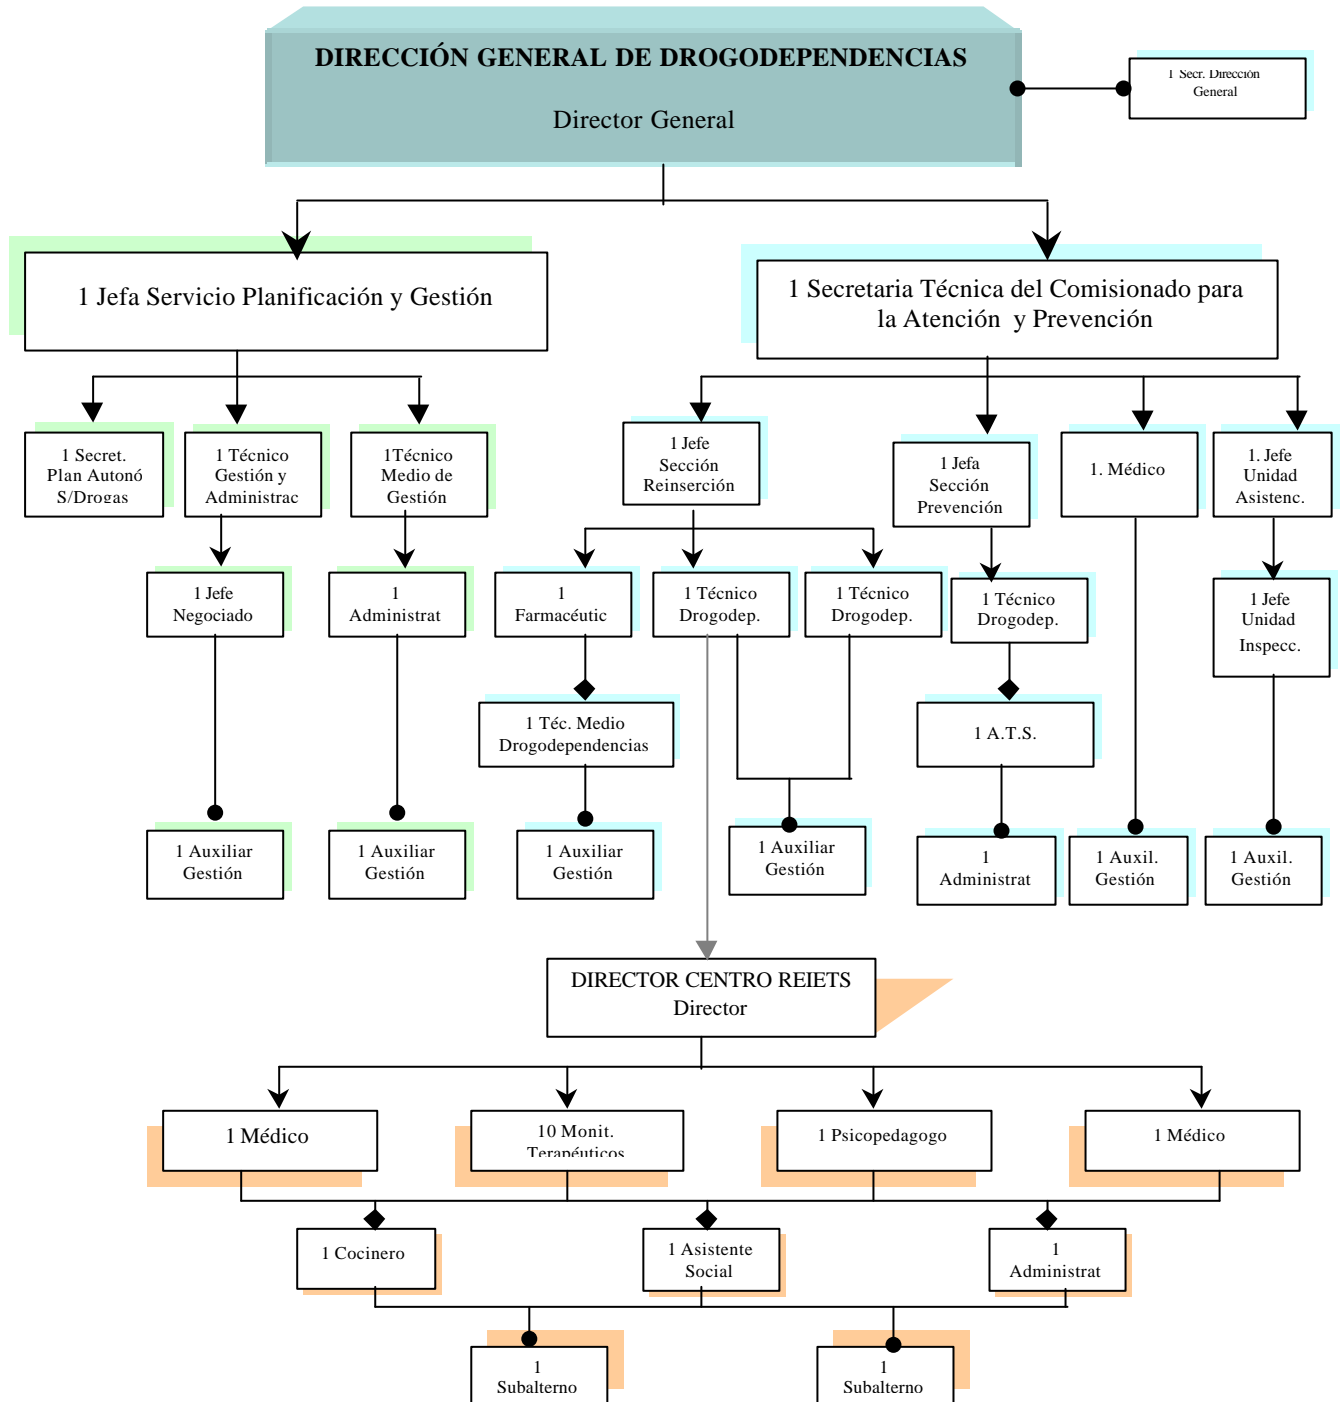 DIRECCIÓN GENERAL DE DROGODEPENDENCIAS
Director General
1 Secr. Dirección
General
1 Jefa Servicio Planificación y Gestión
1 Secretaria Técnica del Comisionado para
la Atención y Prevención
1 Secret.
Plan Autonó
S/Drogas
1 Técnico
Gestión y
Administrac
1Técnico
Medio de
Gestión
1 Jefe
Sección
Reinserción
1 Jefa
Sección
Prevención
1. Médico
1. Jefe
Unidad
Asistenc.
1 Jefe
Negociado
1
Administrat
1
Farmacéutic
1 Técnico
Drogodep.
1 Técnico
Drogodep.
1 Técnico
Drogodep.
1 Jefe
Unidad
Inspecc.
1 Téc. Medio
Drogodependencias
1 A.T.S.
1 Auxiliar
Gestión
1 Auxiliar
Gestión
1 Auxiliar
Gestión
1 Auxiliar
Gestión
1
Administrat
1 Auxil.
Gestión
1 Auxil.
Gestión
DIRECTOR CENTRO REIETS
Director
1 Médico
10 Monit.
Terapéuticos
1 Psicopedagogo
1 Médico
1 Cocinero
1 Asistente
Social
1
Administrat
1
Subalterno
1
Subalterno